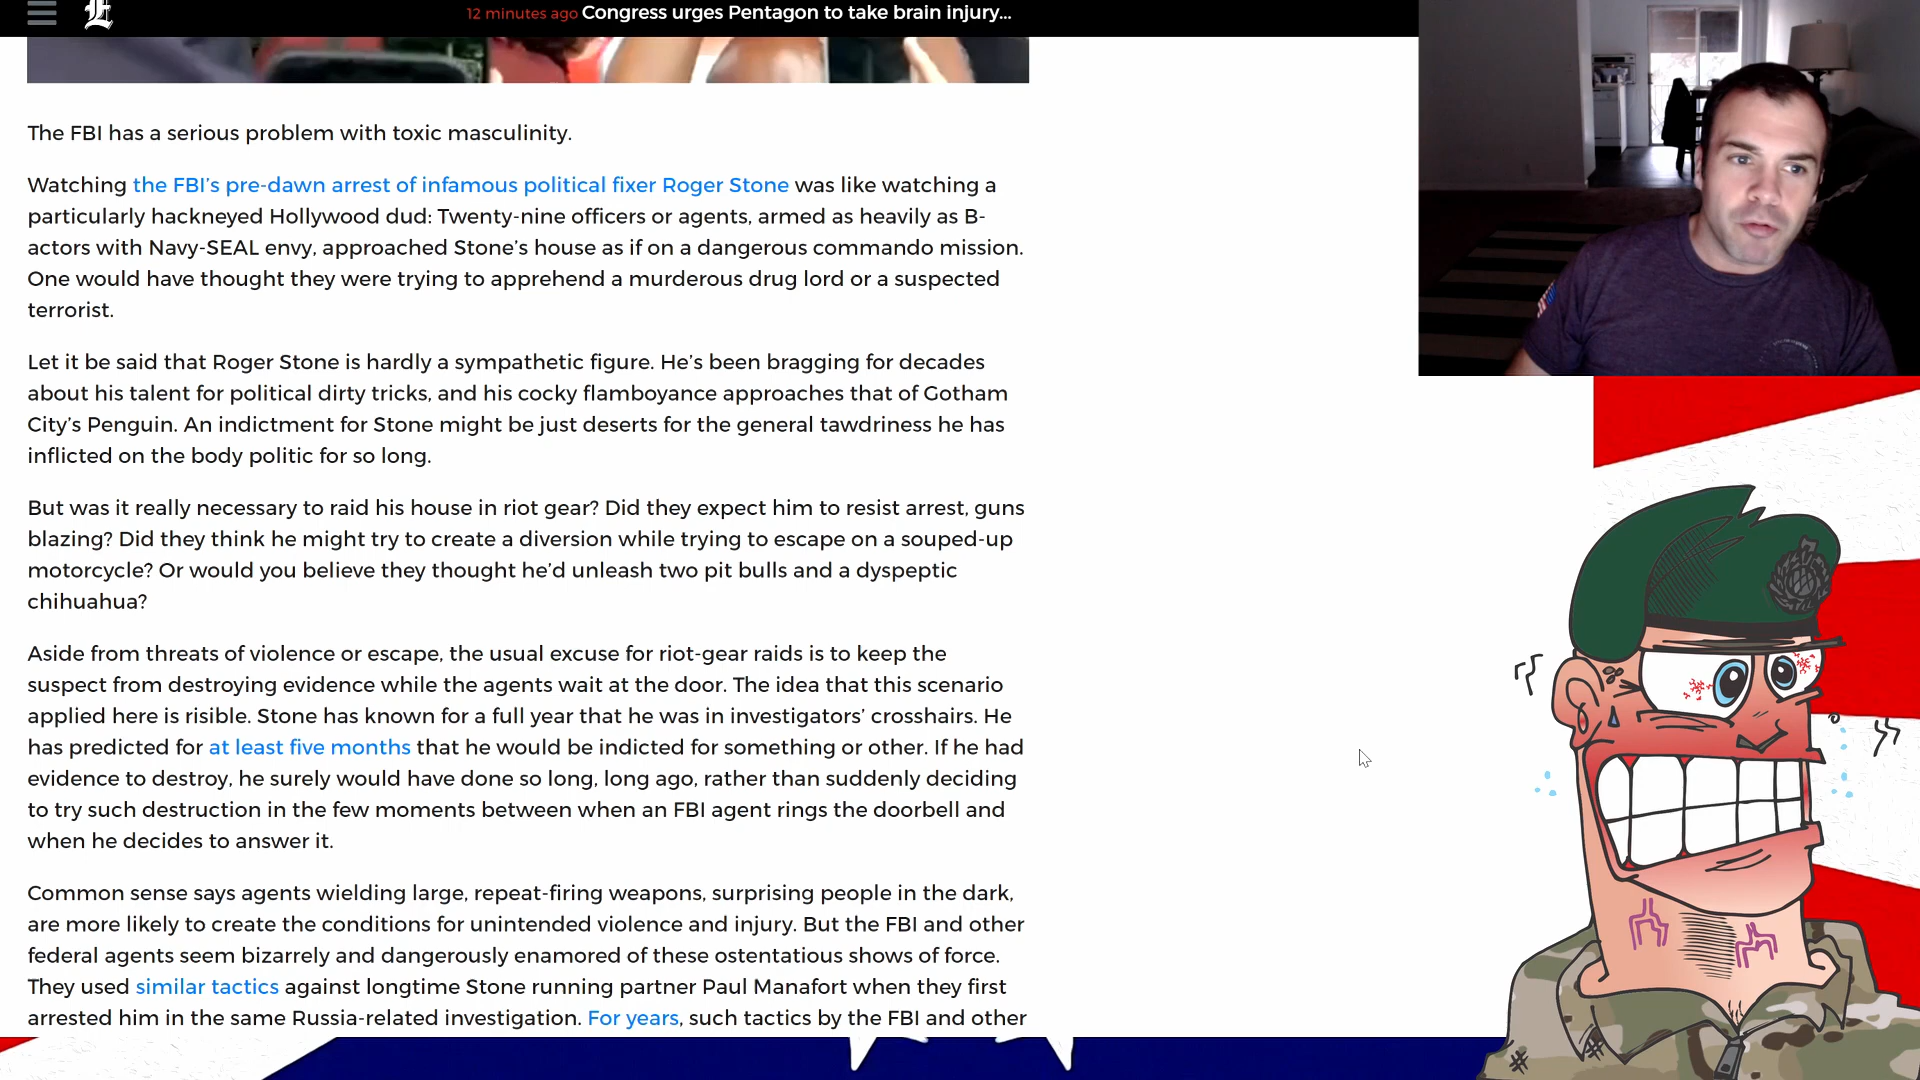 12 minutes ago Congress urges Pentagon to take brain injury...
The FBI has a serious problem with toxic masculinity.
Watching the FBI’s pre-dawn arrest of infamous political fixer Roger Stone was like watching a
particularly hackneyed Hollywood dud: Twenty-nine officers or agents, armed as heavily as B-
actors with Navy-SEAL envy, approached Stone’s house as if on a dangerous commando mission.
One would have thought they were trying to apprehend a murderous drug lord or a suspected
terrorist.
Let it be said that Roger Stone is hardly a sympathetic figure. He’s been bragging for decades
about his talent for political dirty tricks, and his cocky flamboyance approaches that of Gotham
City’s Penguin. An indictment for Stone might be just deserts for the general tawdriness he has
inflicted on the body politic for so long.
But was it really necessary to raid his house in riot gear? Did they expect him to resist arrest, guns
blazing? Did they think he might try to create a diversion while trying to escape on a souped-up
motorcycle? Or would you believe they thought he’d unleash two pit bulls and a dyspeptic
chihuahua?
Aside from threats of violence or escape, the usual excuse for riot-gear raids is to keep the
suspect from destroying evidence while the agents wait at the door. The idea that this scenario
applied here is risible. Stone has known for a full year that he was in investigators’ crosshairs. He
has predicted for at least five months that he would be indicted for something or other. If he had
evidence to destroy, he surely would have done so long, long ago, rather than suddenly deciding
to try such destruction in the few moments between when an FBI agent rings the doorbell and
when he decides to answer it.
Common sense says agents wielding large, repeat-firing weapons, surprising people in the dark,
are more likely to create the conditions for unintended violence and injury. But the FBI and other
federal agents seem bizarrely and dangerously enamored of these ostentatious shows of force.
They used similar tactics against longtime Stone running partner Paul Manafort when they first
arrested him in the same Russia-related investigation. For years, such tactics by the FBI and other